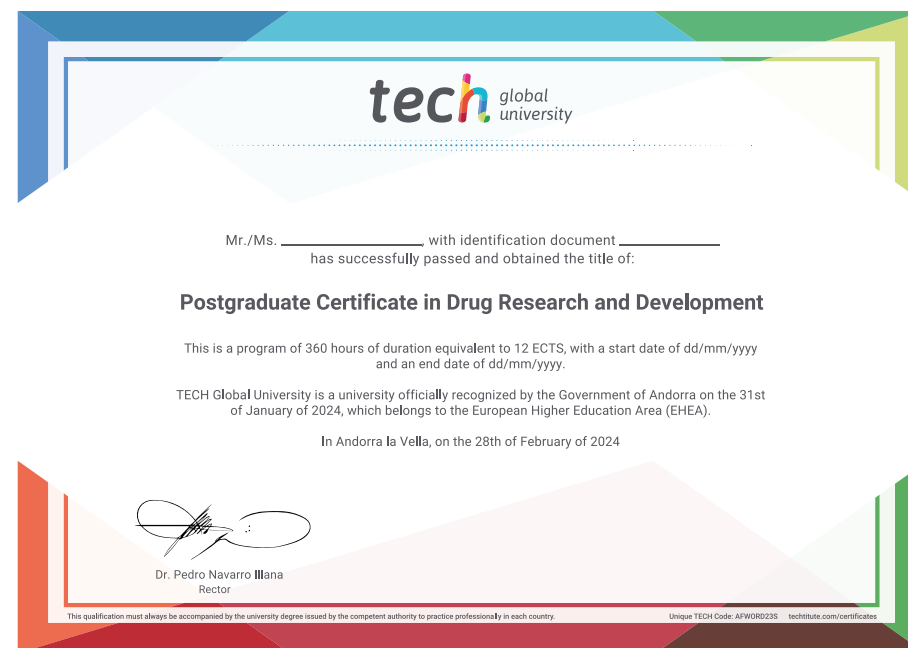 tech global
university
Mr./Ms. ____________________, with identification document ______________
has successfully passed and obtained the title of:
Postgraduate Certificate in Drug Research and Development
This is a program of 360 hours of duration equivalent to 12 ECTS, with a start date of dd/mm/yyyy
and an end date of dd/mm/yyyy.
TECH Global University is a university officially recognized by the Government of Andorra on the 31st
of January of 2024, which belongs to the European Higher Education Area (EHEA).
In Andorra la Vella, on the 28th of February of 2024
Dr. Pedro Navarro Illana
Rector
This qualification must always be accompanied by the university degree issued by the competent authority to practice professionally in each country. Unique TECH Code: AFWORD23S techtitute.com/certificates